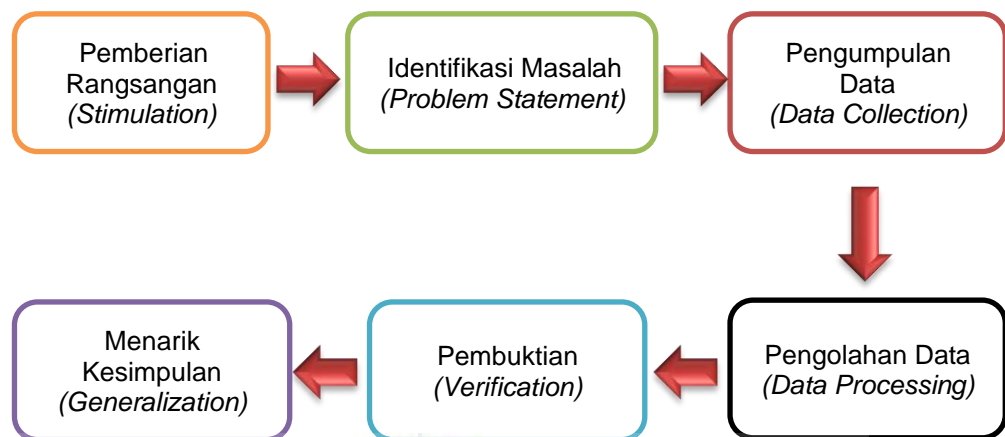 Pemberian
Rangsangan
(Stimulation)
Identifikasi Masalah
(Problem Statement)
Pengumpulan
Data
(Data Collection)
Pengolahan Data
(Data Processing)
Pembuktian
(Verification)
Menarik
Kesimpulan
(Generalization)